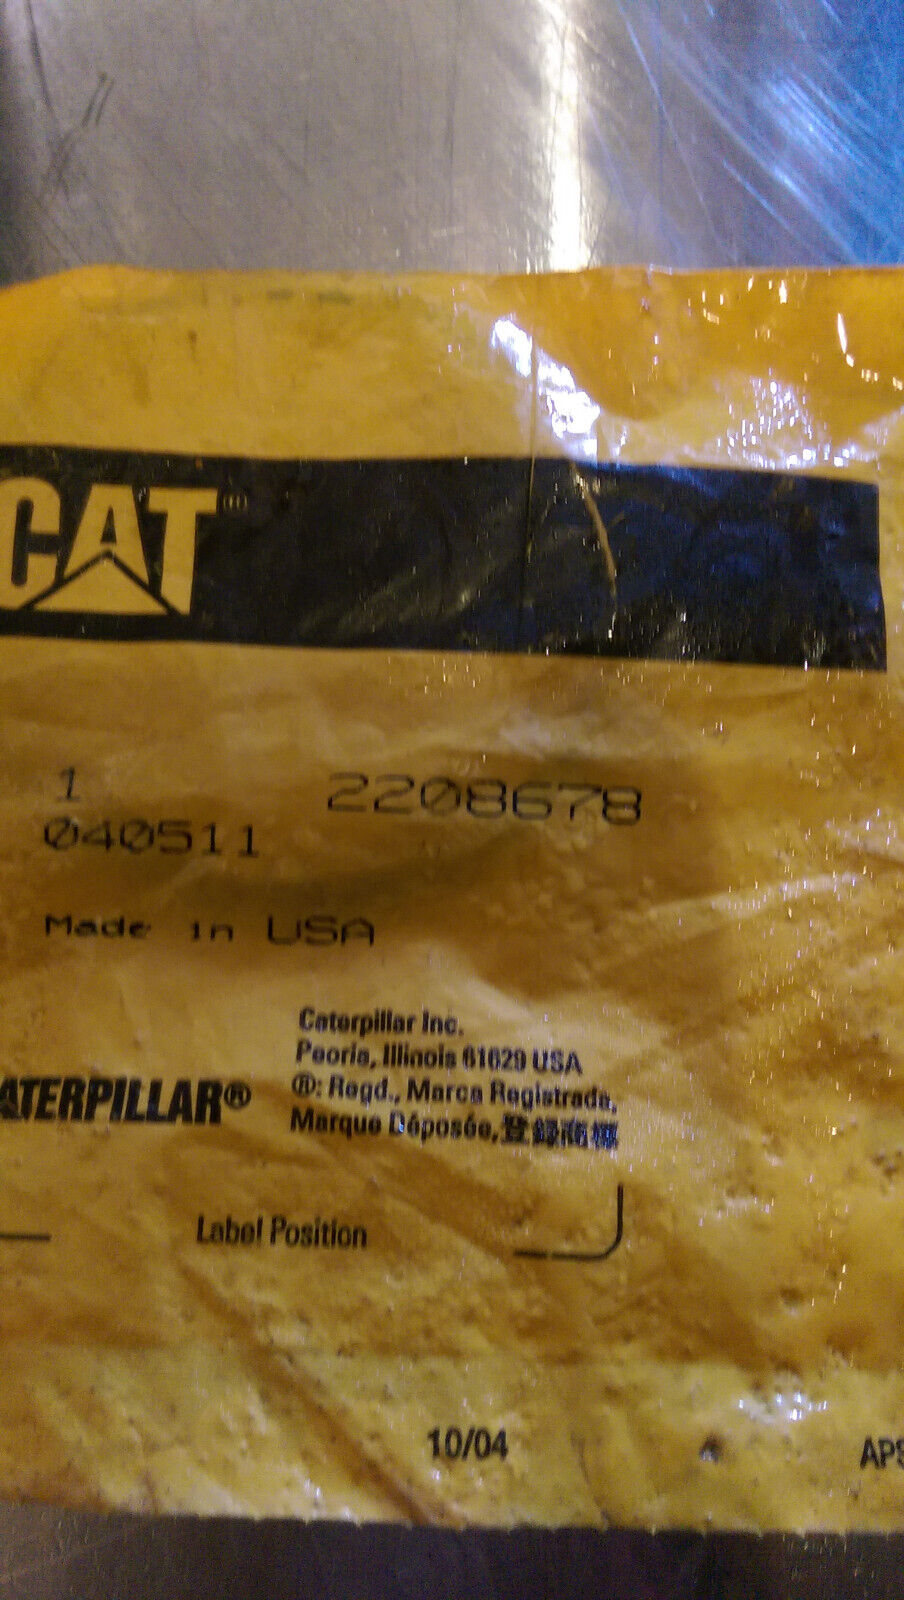 CAT®
1 2208678
040511
Made in USA
Caterpillar Inc.
Peoria, Illinois 61629 USA
®: Regd., Marca Registrada,
Marque Déposée, 登録商標
ATERPILLAR®
Label Position
10/04
APS